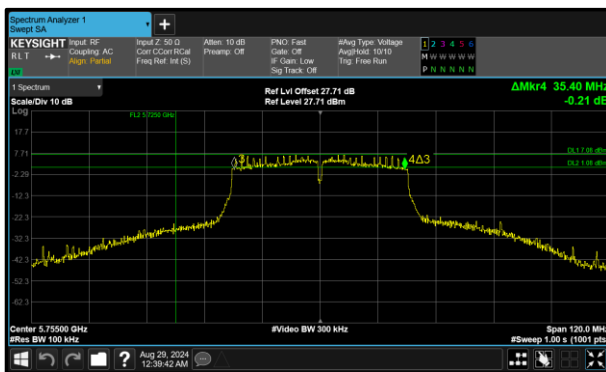 Spectrum Analyzer 1
Swept SA
+
KEYSIGHT
RLT
Input: RF
Coupling: AC
Align: Partial
Input Z: 50 Ω
Corr CCorr RCal
Freq Ref: Int (S)
Atten: 10 dB
Preamp: Off
PNO: Fast
Gate: Off
IF Gain: Low
Sig Track: Off
#Avg Type: Voltage
Avg|Hold: 10/10
Trig: Free Run
1 2 3 4 5 6
M W W W W W
P N N N N N
1 Spectrum
Scale/Div 10 dB
Ref Lvl Offset 27.71 dB
Ref Level 27.71 dBm
ΔMkr4 35.40 MHz
-0.21 dB
Log
FL2 5.7250 GHz
17.7
7.71
-2.29
-12.3
-22.3
-32.3
-42.3
-52.3
-62.3
3
4Δ3
DL1 7.08 dBm
DL2 1.08 dBm
Center 5.75500 GHz
#Video BW 300 kHz
Span 120.0 MHz
#Res BW 100 kHz
#Sweep 1.00 s (1001 pts)
?
Aug 29, 2024
12:39:42 AM